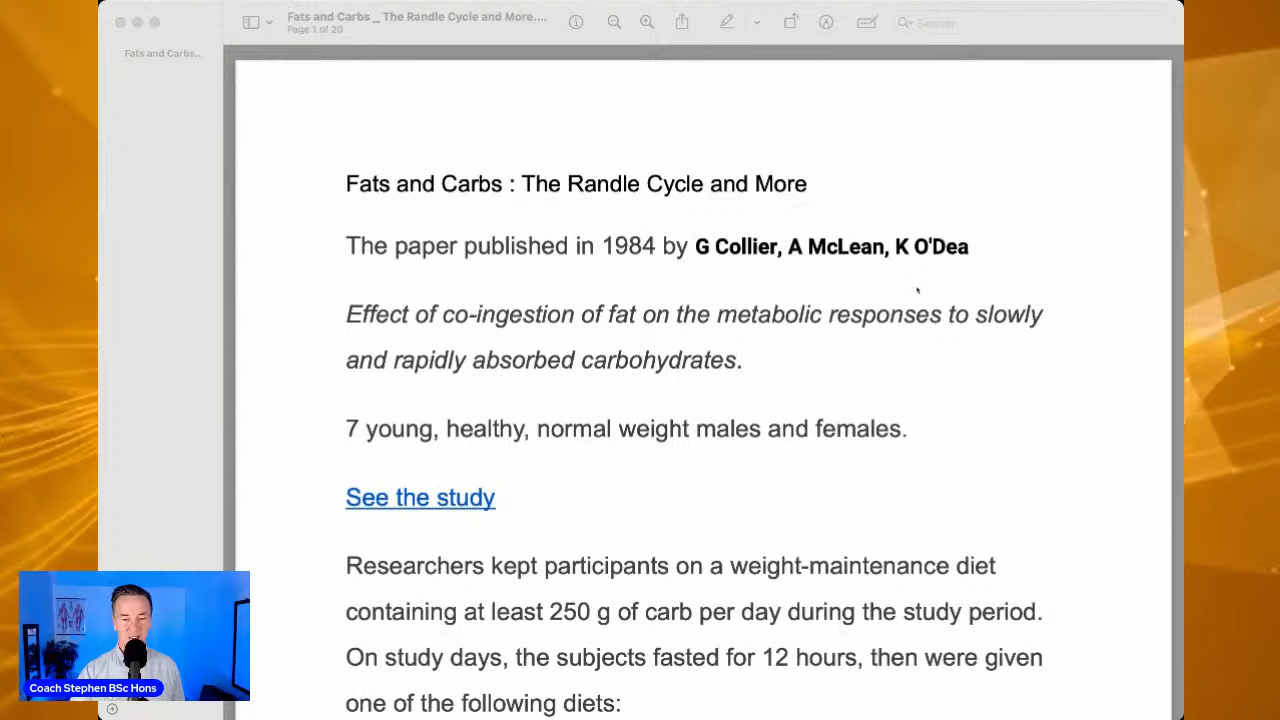 Fats and Carbs _ The Randle Cycle and More....
Page 1 of 20
Search
Fats and Carbs...
Fats and Carbs : The Randle Cycle and More
The paper published in 1984 by G Collier, A McLean, K O'Dea
Effect of co-ingestion of fat on the metabolic responses to slowly
and rapidly absorbed carbohydrates.
7 young, healthy, normal weight males and females.
See the study
Researchers kept participants on a weight-maintenance diet
containing at least 250 g of carb per day during the study period.
On study days, the subjects fasted for 12 hours, then were given
one of the following diets:
Coach Stephen BSc Hons